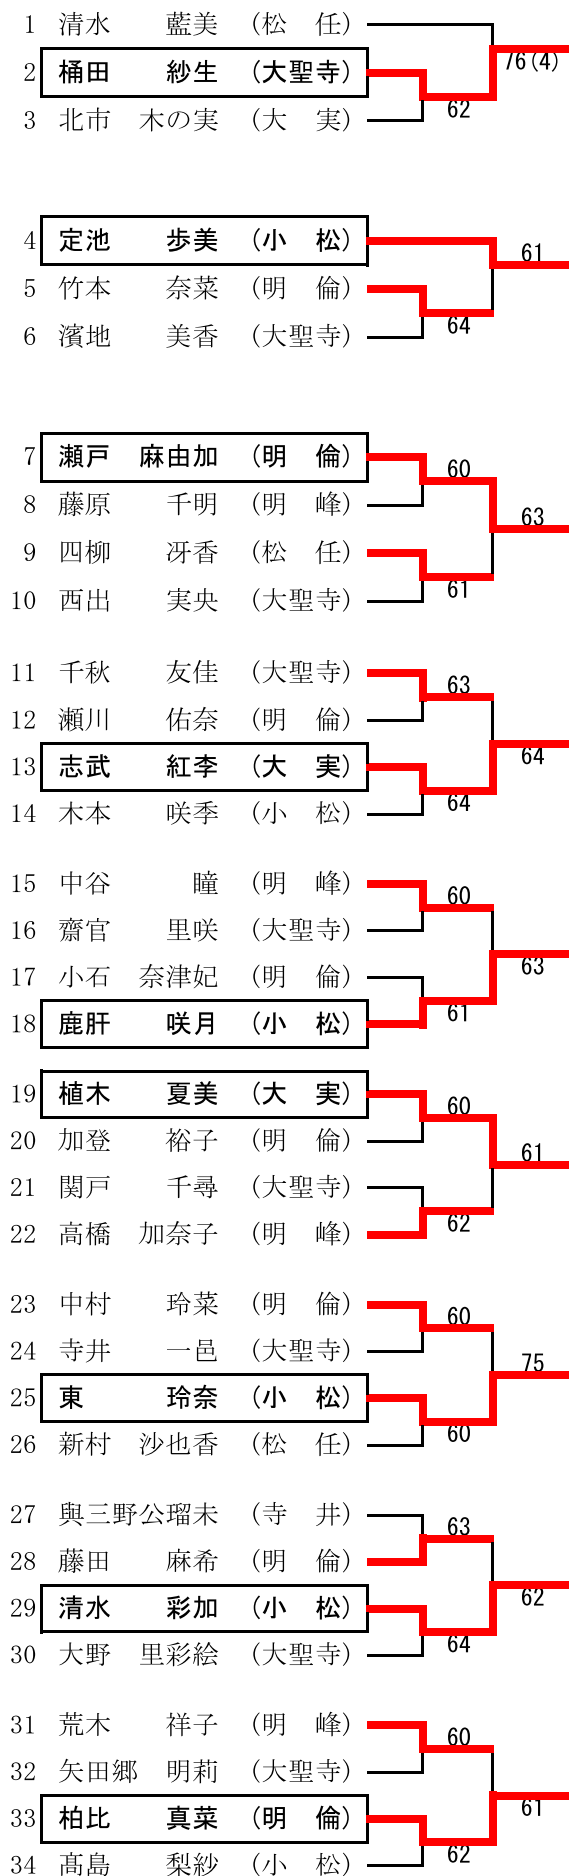 1 清水 藍美 (松 任)
76(4)
2 桶田 紗生 (大聖寺)
62
3 北市 木の実 (大 実)
4 定池 歩美 (小 松)
61
5 竹本 奈菜 (明 倫)
64
6 濱地 美香 (大聖寺)
7 瀬戸 麻由加 (明 倫)
60
8 藤原 千明 (明 峰)
63
9 四柳 冴香 (松 任)
61
10 西出 実央 (大聖寺)
11 千秋 友佳 (大聖寺)
63
12 瀬川 佑奈 (明 倫)
64
13 志武 紅李 (大 実)
64
14 木本 咲季 (小 松)
15 中谷 瞳 (明 峰)
60
16 齋官 里咲 (大聖寺)
63
17 小石 奈津妃 (明 倫)
61
18 鹿肝 咲月 (小 松)
19 植木 夏美 (大 実)
60
20 加登 裕子 (明 倫)
61
21 関戸 千尋 (大聖寺)
62
22 高橋 加奈子 (明 峰)
23 中村 玲菜 (明 倫)
60
24 寺井 一邑 (大聖寺)
75
25 東 玲奈 (小 松)
60
26 新村 沙也香 (松 任)
27 與三野公瑠未 (寺 井)
63
28 藤田 麻希 (明 倫)
62
29 清水 彩加 (小 松)
64
30 大野 里彩絵 (大聖寺)
31 荒木 祥子 (明 峰)
60
32 矢田郷 明莉 (大聖寺)
61
33 柏比 真菜 (明 倫)
62
34 髙島 梨紗 (小 松)